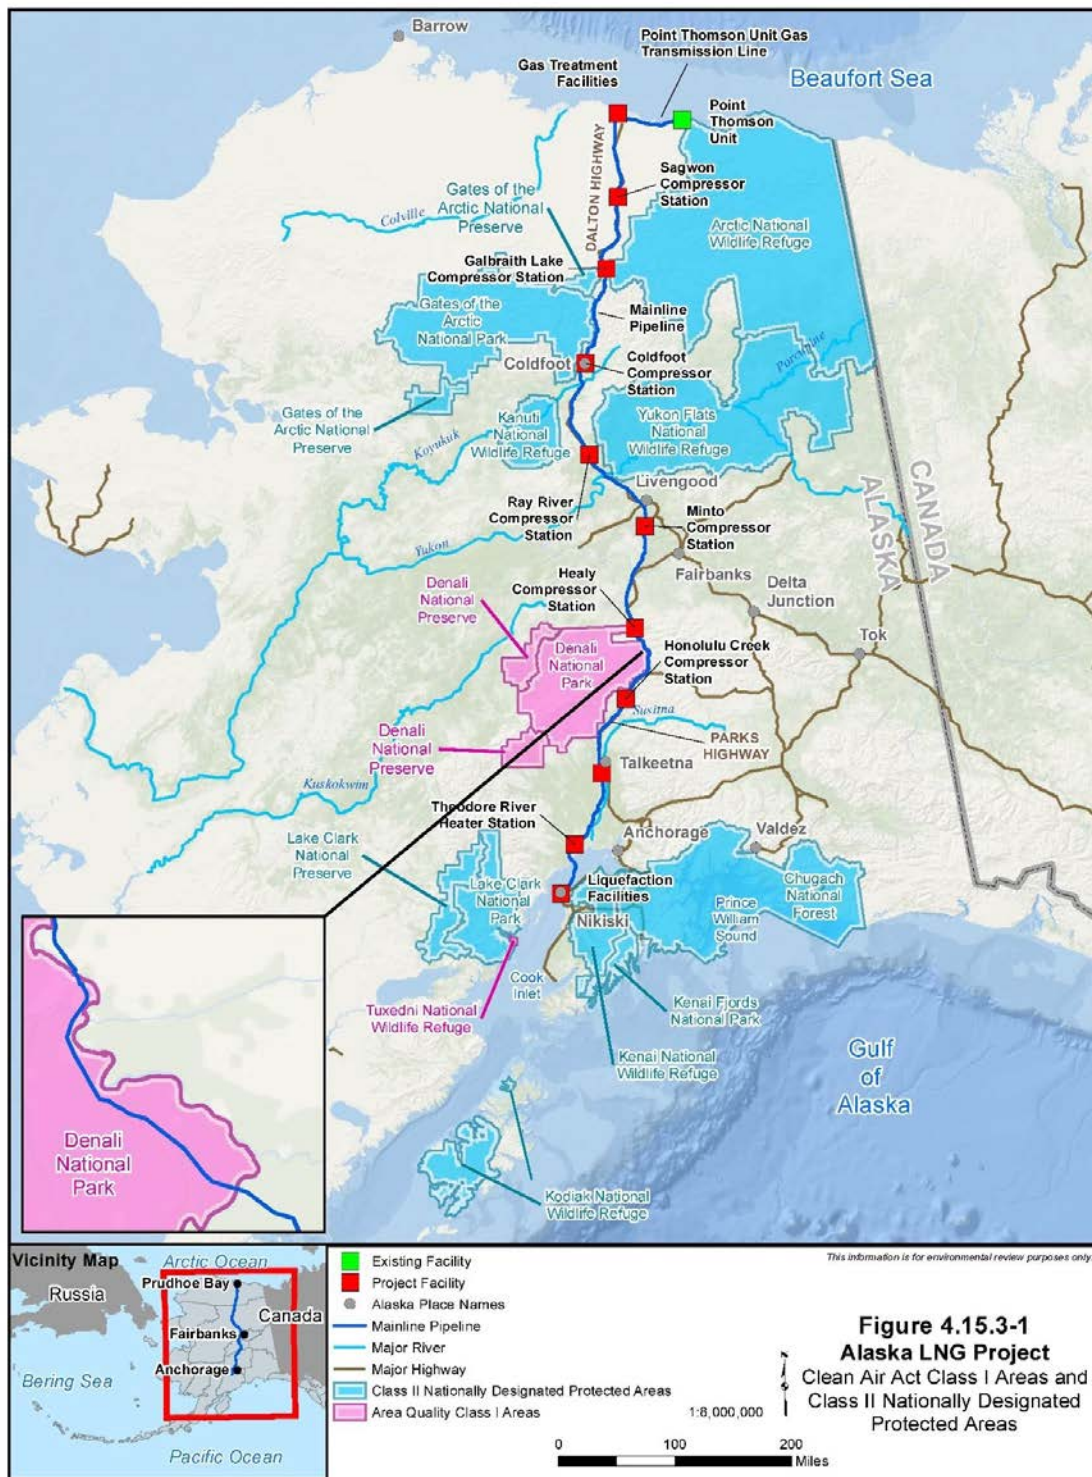 Barrow
Point Thomson Unit Gas
Transmission Line
Gas Treatment
Facilities
Beaufort Sea
Point
Thomson
Unit
DALTON HIGHWAY
Sagwon
Compressor
Station
Gates of the
Arctic National
Preserve
Colville
Arctic National
Wildlife Refuge
Galbraith Lake
Compressor Station
Gates of the
Arctic
National Park
Mainline
Pipeline
Porcupine
Coldfoot
Coldfoot
Compressor
Station
Gates of the
Arctic National
Preserve
Kanuti
National
Wildlife Refuge
Yukon Flats
National
Wildlife Refuge
Koyukuk
Livengood
CANADA
ALASKA
Ray River
Compressor
Station
Minto
Compressor
Station
Yukon
Fairbanks
Healy
Compressor
Station
Delta
Junction
Denali
National
Preserve
Tok
Denali
National
Park
Honolulu Creek
Compressor
Station
Susitna
PARKS
HIGHWAY
Denali
National
Preserve
Talkeetna
Kuskokwim
Theodore River
Heater Station
Anchorage
Valdez
Lake Clark
National
Preserve
Lake Clark
National
Park
Liquefaction
Facilities
Chugach
National
Forest
Nikiski
Prince
William
Sound
Cook
Inlet
Tuxedni National
Wildlife Refuge
Kenai Fjords
National Park
Kenai National
Wildlife Refuge
Gulf
of
Alaska
Denali
National
Park
Kodiak National
Wildlife Refuge
Vicinity Map
Arctic Ocean
Prudhoe Bay
Russia
Canada
Fairbanks
Anchorage
Bering Sea
Pacific Ocean
Existing Facility
Project Facility
Alaska Place Names
Mainline Pipeline
Major River
Major Highway
Class II Nationally Designated Protected Areas
Area Quality Class I Areas
1:8,000,000
0 100 200
Miles
This information is for environmental review purposes only.
Figure 4.15.3-1
Alaska LNG Project
Clean Air Act Class I Areas and
Class II Nationally Designated
Protected Areas